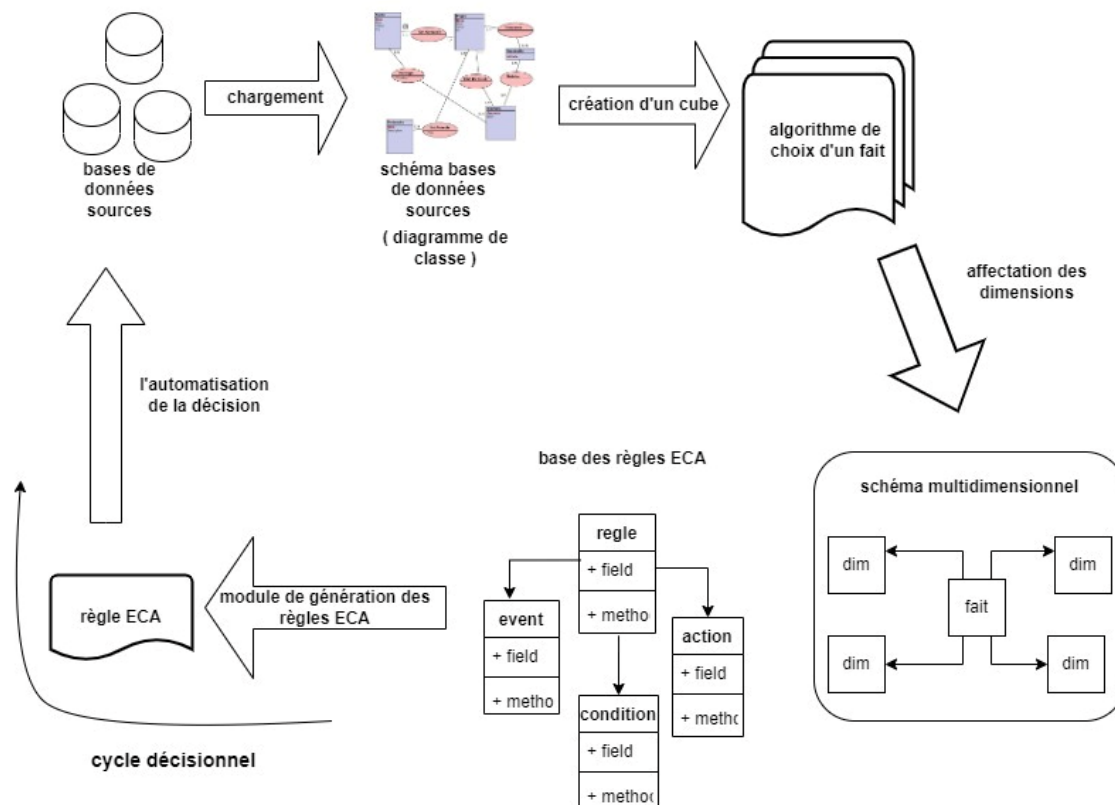 chargement
création d'un cube
algorithme de
choix d'un fait
bases de
données
sources
schéma bases
de données
sources
( diagramme de
classe )
affectation des
dimensions
l'automatisation
de la décision
base des règles ECA
schéma multidimensionnel
dim
dim
fait
dim
dim
regle
+ field
+ metho
event
+ field
+ metho
action
+ field
+ metho
condition
+ field
+ metho
module de génération des
règles ECA
règle ECA
cycle décisionnel